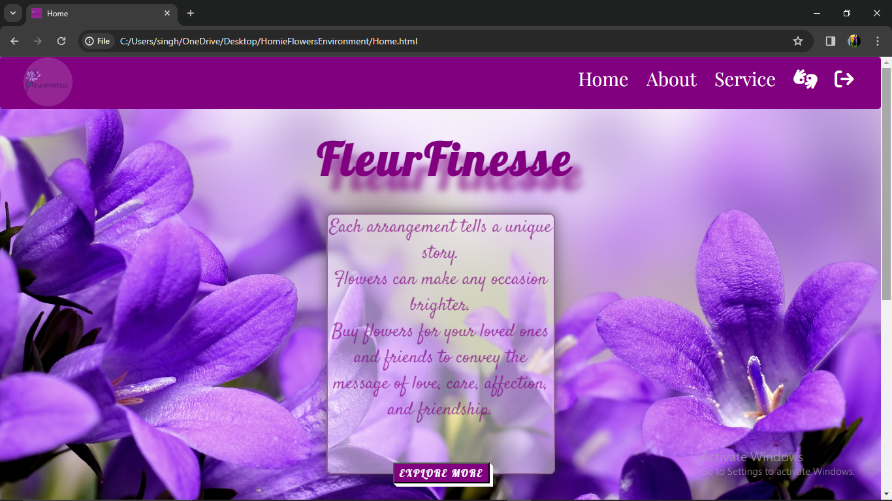 Home
File C:/Users/singh/OneDrive/Desktop/HomieFlowersEnvironment/Home.html
Home About Service
FleurFinesse
Each arrangement tells a unique
story.
Flowers can make any occasion
brighter.
Buy flowers for your loved ones
and friends to convey the
message of love, care, affection,
and friendship.
EXPLORE MORE
Activate Windows
Go to Settings to activate Windows.